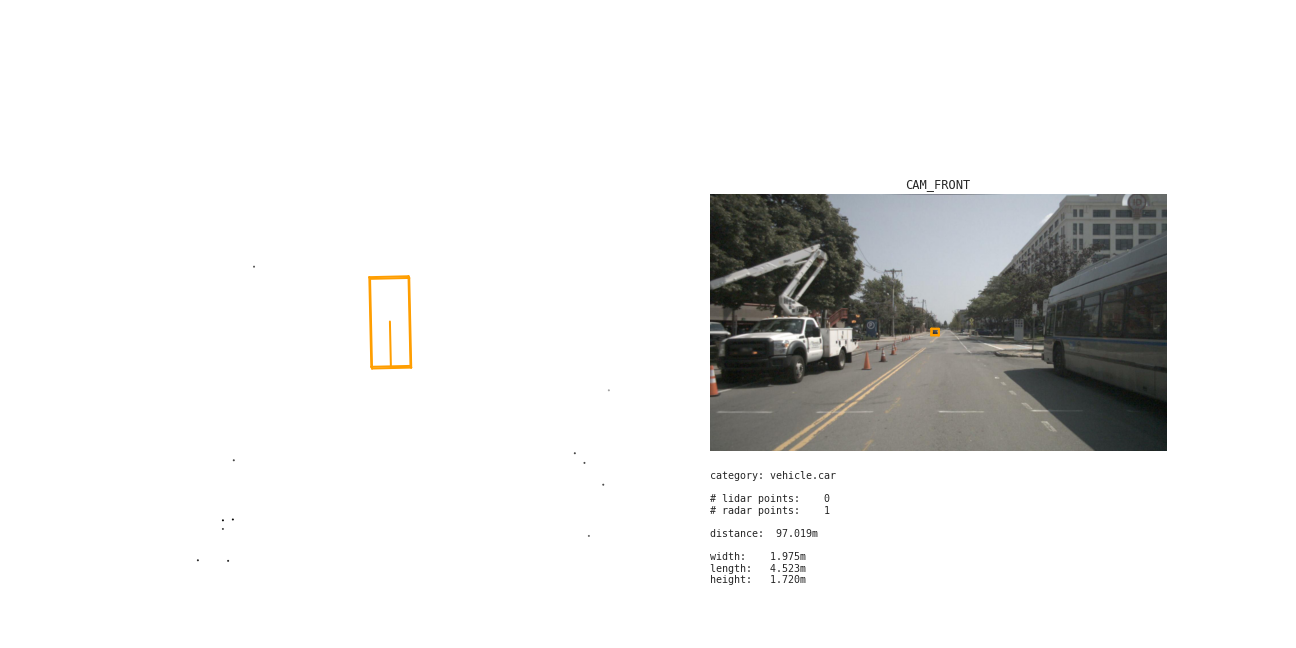 CAM_FRONT
category: vehicle.car
# lidar points: 0
# radar points: 1
distance: 97.019m
width: 1.975m
length: 4.523m
height: 1.720m